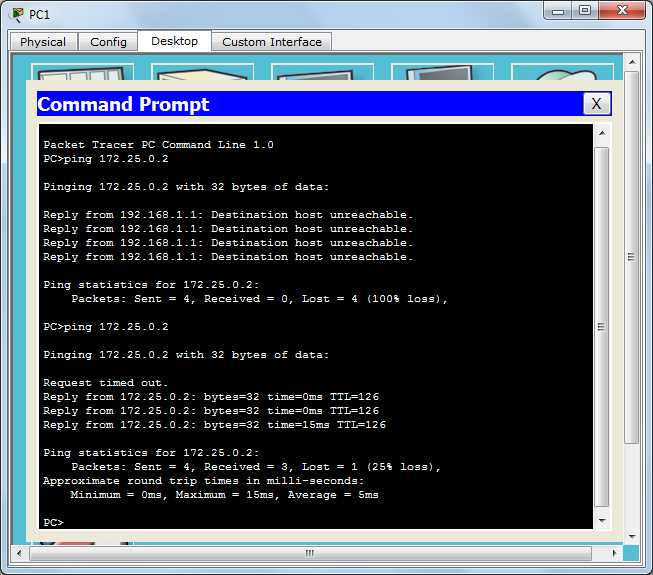 PC1
Physical Config Desktop Custom Interface
Command Prompt X
Packet Tracer PC Command Line 1.0
PC>ping 172.25.0.2
Pinging 172.25.0.2 with 32 bytes of data:
Reply from 192.168.1.1: Destination host unreachable.
Reply from 192.168.1.1: Destination host unreachable.
Reply from 192.168.1.1: Destination host unreachable.
Reply from 192.168.1.1: Destination host unreachable.
Ping statistics for 172.25.0.2:
Packets: Sent = 4, Received = 0, Lost = 4 (100% loss),
PC>ping 172.25.0.2
Pinging 172.25.0.2 with 32 bytes of data:
Request timed out.
Reply from 172.25.0.2: bytes=32 time=0ms TTL=126
Reply from 172.25.0.2: bytes=32 time=0ms TTL=126
Reply from 172.25.0.2: bytes=32 time=15ms TTL=126
Ping statistics for 172.25.0.2:
Packets: Sent = 4, Received = 3, Lost = 1 (25% loss),
Approximate round trip times in milli-seconds:
Minimum = 0ms, Maximum = 15ms, Average = 5ms
PC>